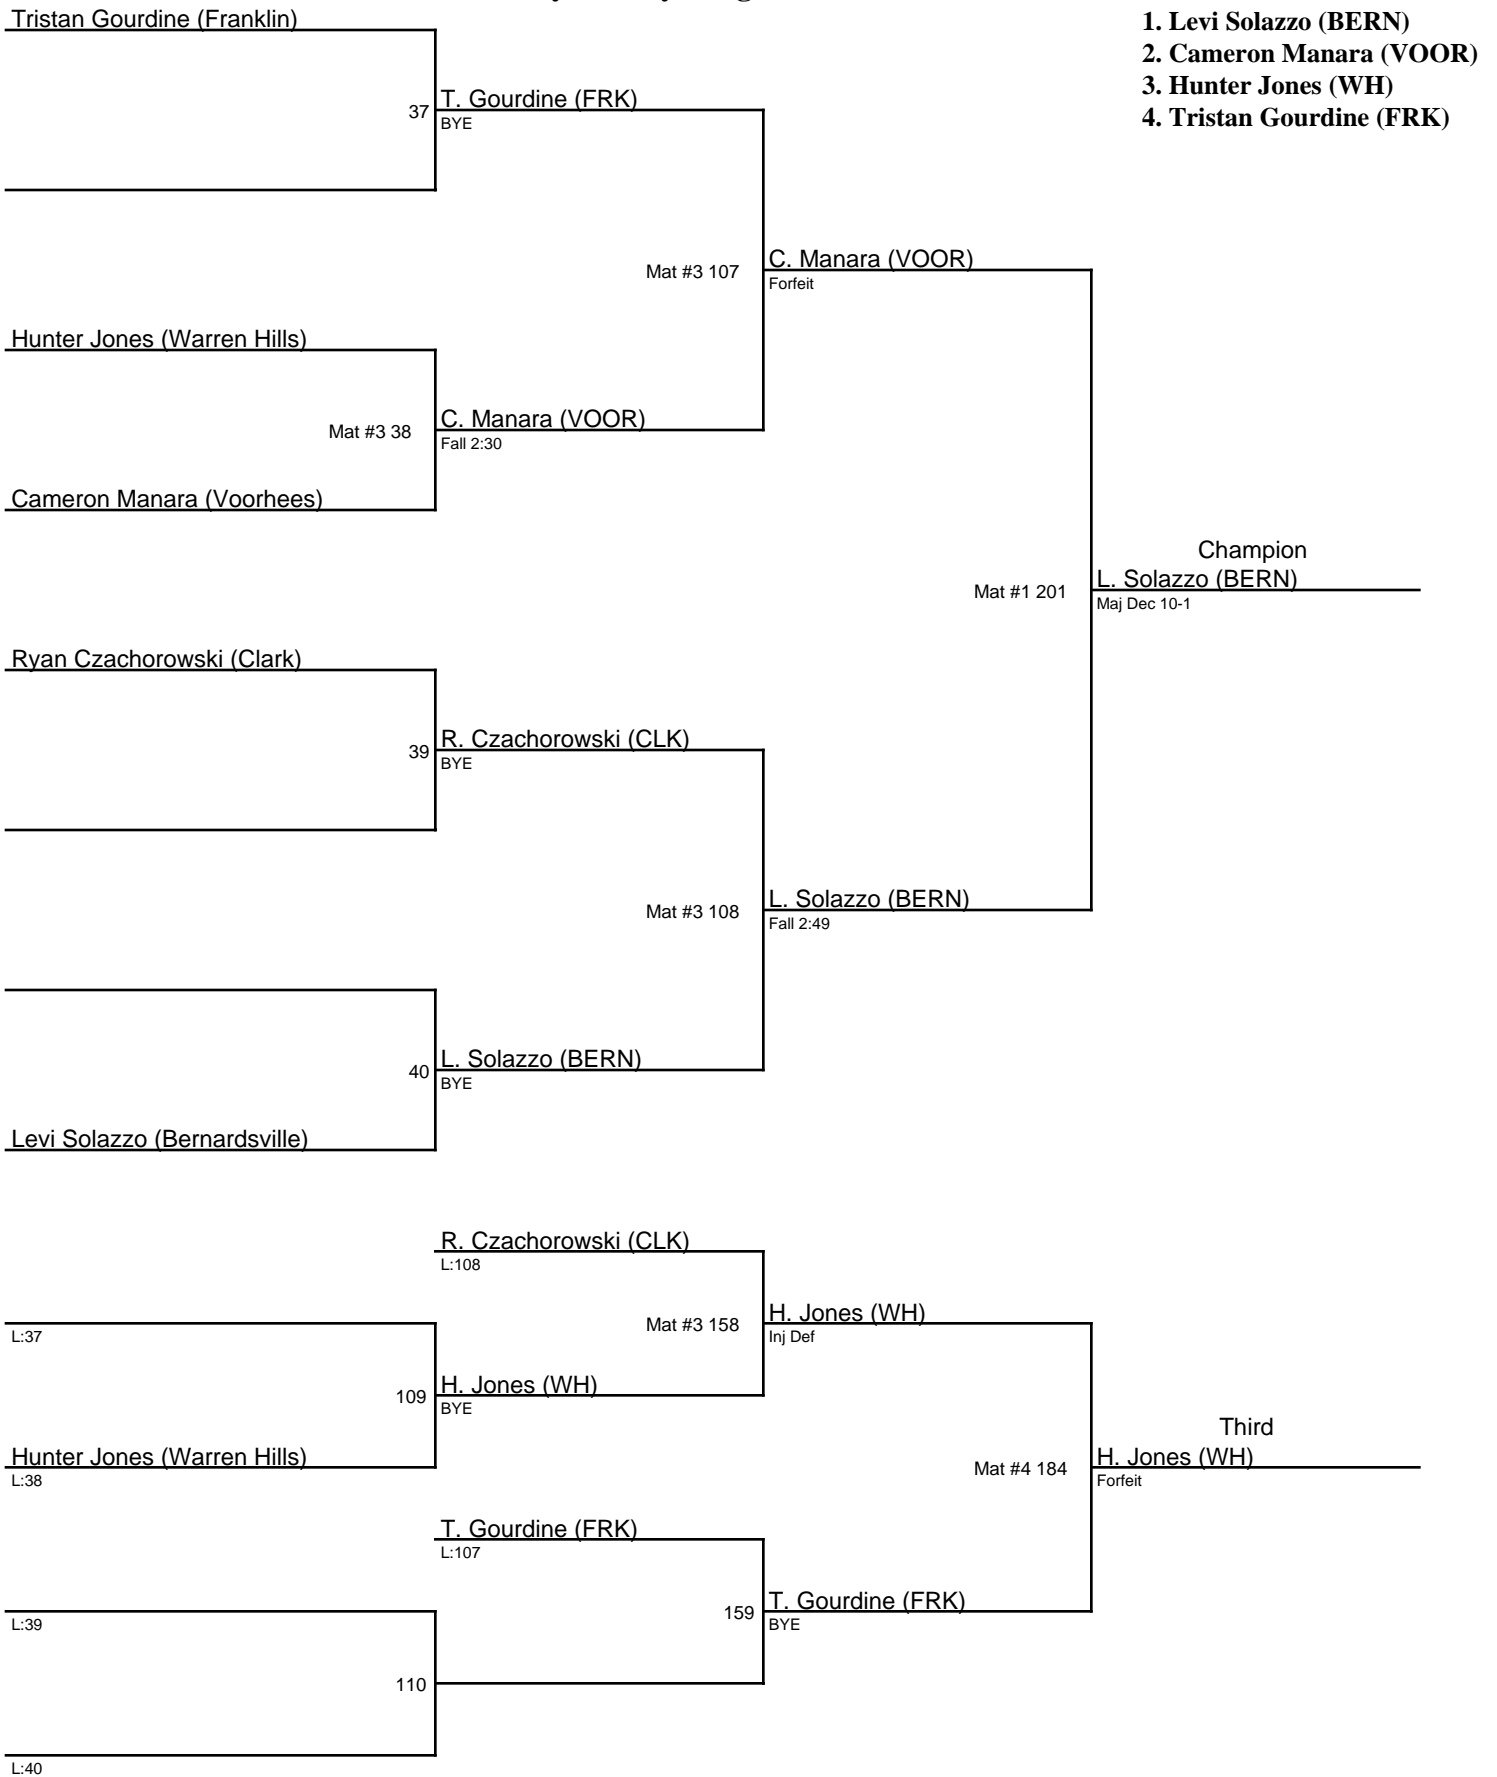 Tristan Gourdine (Franklin)
1. Levi Solazzo (BERN)
2. Cameron Manara (VOOR)
3. Hunter Jones (WH)
4. Tristan Gourdine (FRK)
37
T. Gourdine (FRK)
BYE
Mat #3 107
C. Manara (VOOR)
Forfeit
Hunter Jones (Warren Hills)
Mat #3 38
C. Manara (VOOR)
Fall 2:30
Cameron Manara (Voorhees)
Champion
Mat #1 201
L. Solazzo (BERN)
Maj Dec 10-1
Ryan Czachorowski (Clark)
39
R. Czachorowski (CLK)
BYE
Mat #3 108
L. Solazzo (BERN)
Fall 2:49
40
L. Solazzo (BERN)
BYE
Levi Solazzo (Bernardsville)
R. Czachorowski (CLK)
L:108
L:37
Mat #3 158
H. Jones (WH)
Inj Def
109
H. Jones (WH)
BYE
Hunter Jones (Warren Hills)
L:38
Third
Mat #4 184
H. Jones (WH)
Forfeit
T. Gourdine (FRK)
L:107
L:39
159
T. Gourdine (FRK)
BYE
110
L:40